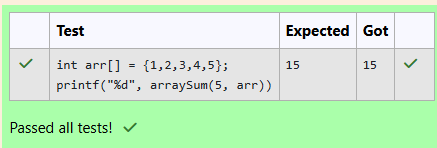 Test Expected Got
int arr[] = {1,2,3,4,5}; 15 15
printf("%d", arraySum(5, arr))
Passed all tests!